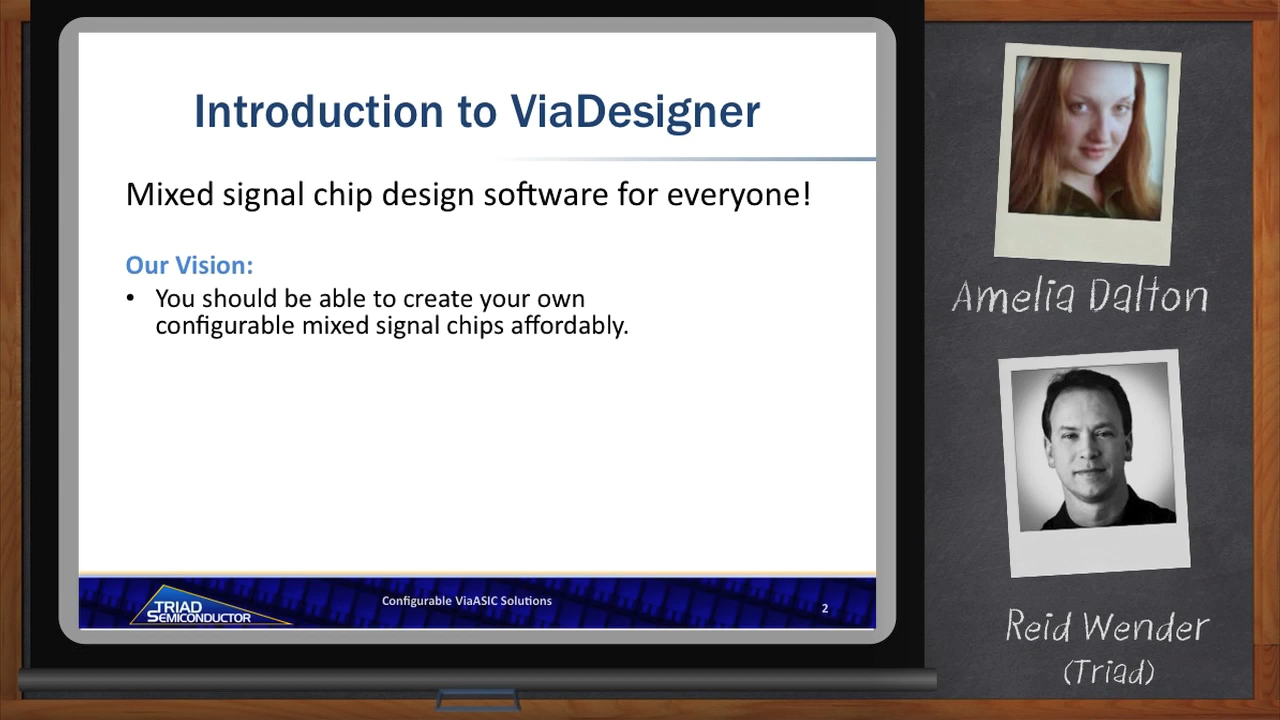 Introduction to ViaDesigner
Mixed signal chip design software for everyone!
Our Vision:
• You should be able to create your own
configurable mixed signal chips affordably.
TRIAD
SEMICONDUCTOR
Configurable ViaASIC Solutions
2
Amelia Dalton
Reid Wender
(Triad)